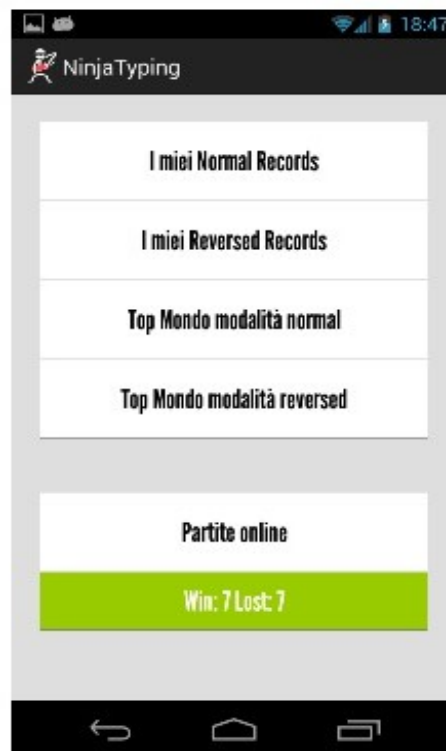 18:47
NinjaTyping
I miei Normal Records
I miei Reversed Records
Top Mondo modalità normal
Top Mondo modalità reversed
Partite online
Win: 7 Lost: 7